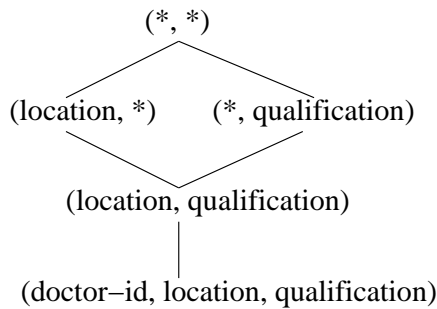 (*, *)
(location, *) (*, qualification)
(location, qualification)
(doctor−id, location, qualification)